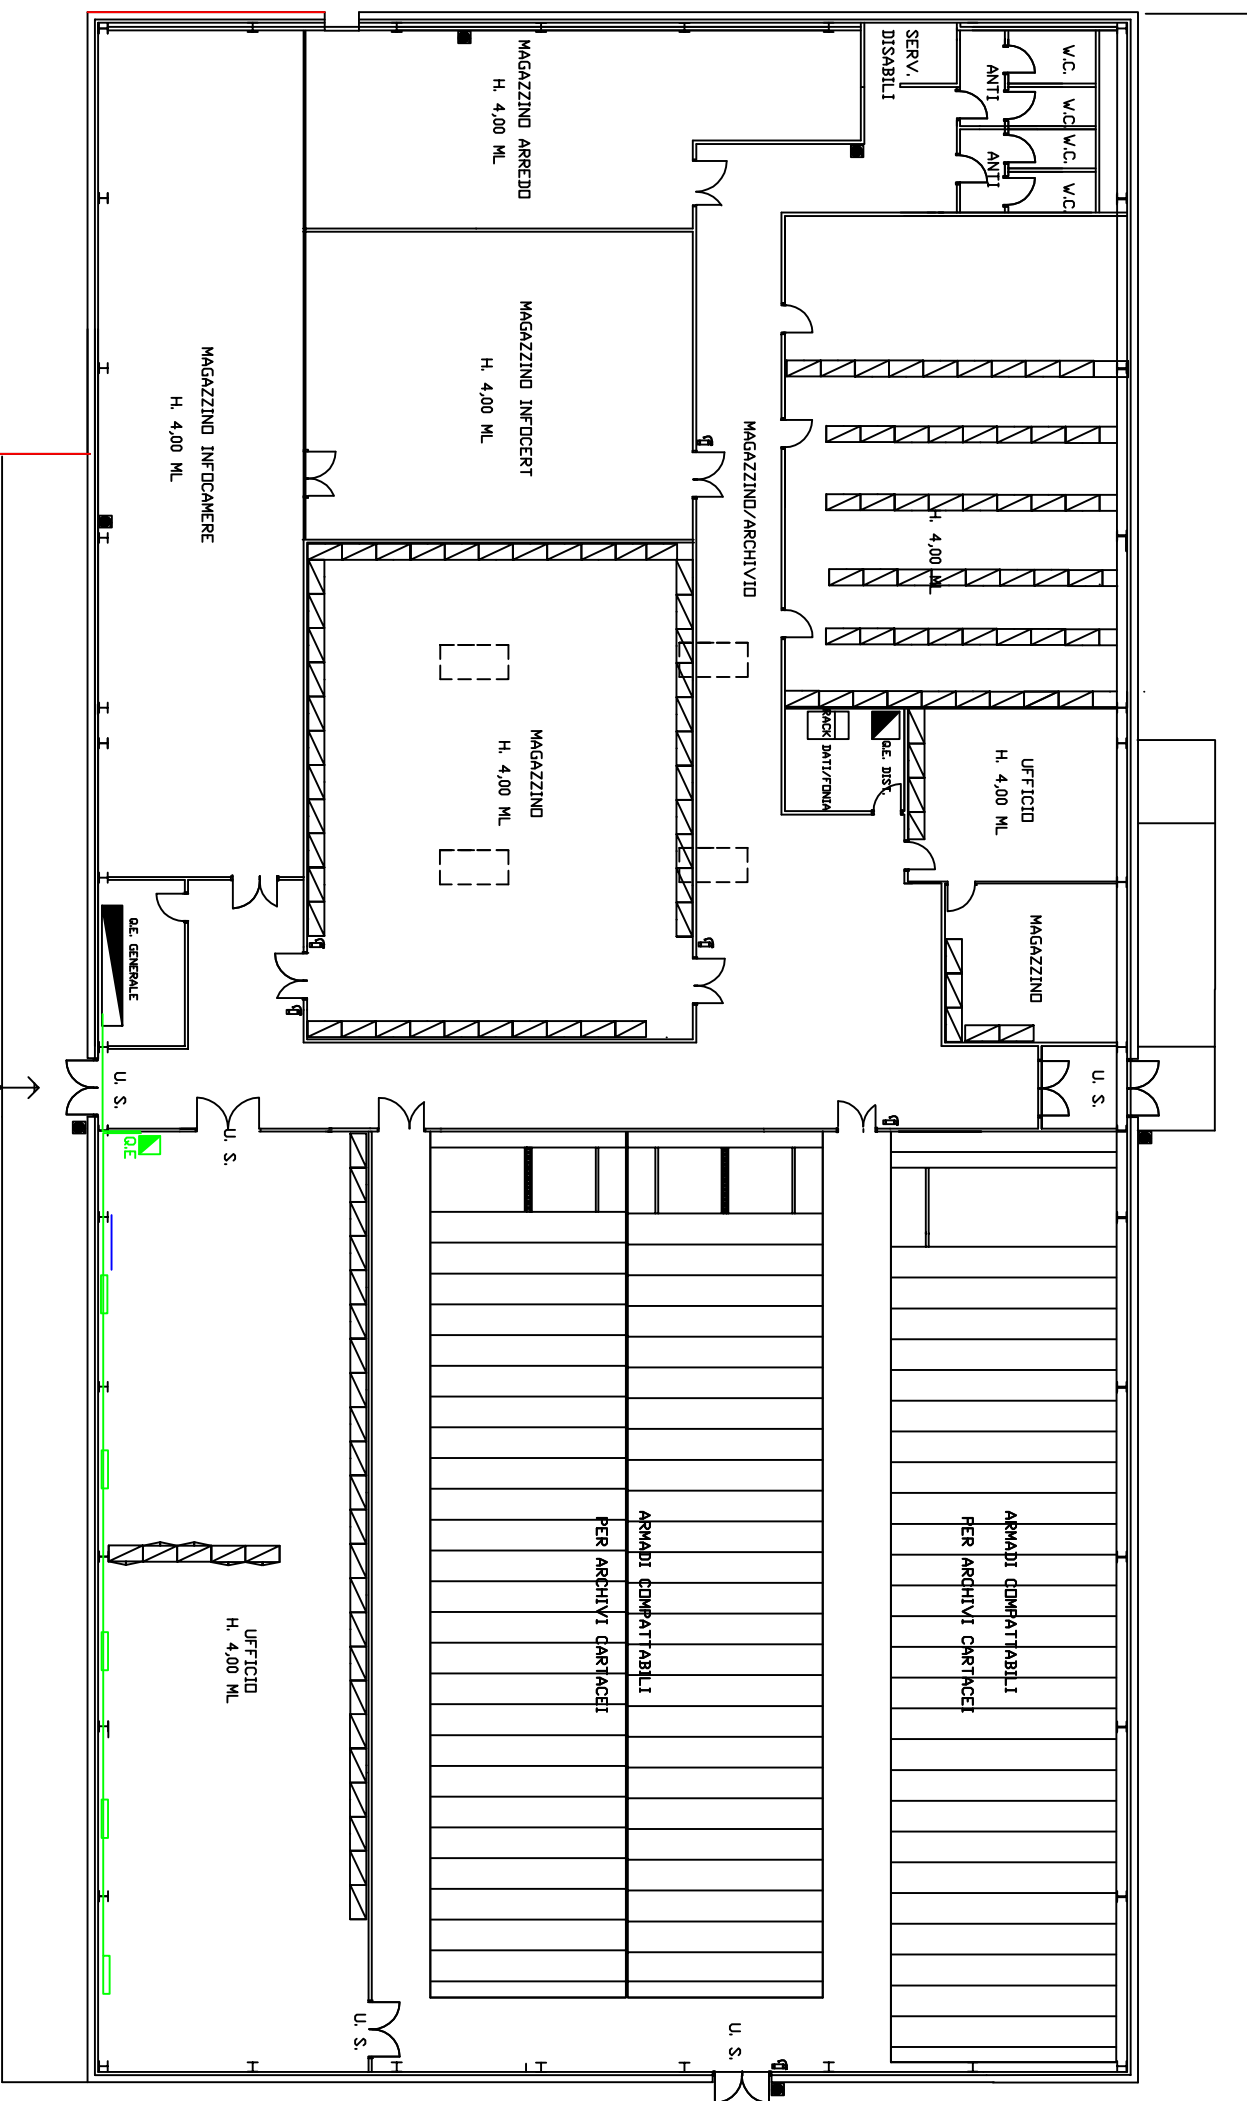 SERV.
DISABILI
W.C.
W.C.
W.C.
W.C.
ANTI
ANTI
MAGAZZINO ARREDO
H. 4,00 ML
MAGAZZINO INFOCERT
H. 4,00 ML
MAGAZZINO INFOCAMERE
H. 4,00 ML
MAGAZZINO/ARCHIVIO
H. 4,00 ML
MAGAZZINO
H. 4,00 ML
RACK DATI/FONIA
Q.E. DIST.
UFFICIO
H. 4,00 ML
MAGAZZINO
Q.E. GENERALE
U. S.
U. S.
Q.E
U. S.
ARMADI COMPATTABILI
PER ARCHIVI CARTACEI
ARMADI COMPATTABILI
PER ARCHIVI CARTACEI
UFFICIO
H. 4,00 ML
U. S.
U. S.